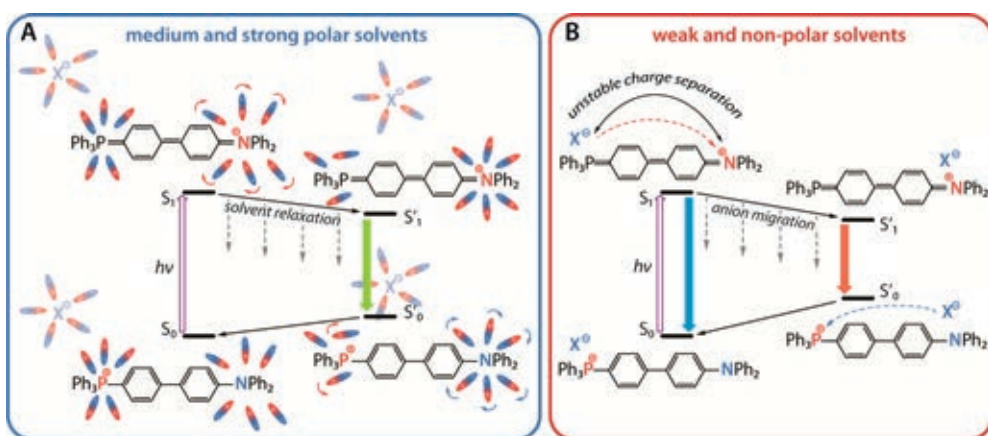 A medium and strong polar solvents
X⊖
X⊖
Ph₃P NPh₂
⊕
Ph₃P NPh₂
⊕
S₁
solvent relaxation
S'₁
hν
X⊖
S'₀
S₀
Ph₃P NPh₂
⊕
Ph₃P NPh₂
⊕
B weak and non-polar solvents
unstable charge separation
X⊖
⊕
Ph₃P NPh₂
X⊖
⊕
Ph₃P NPh₂
S₁
anion migration
S'₁
hν
S'₀
S₀
X⊖
X⊖
⊕
Ph₃P NPh₂
X⊖
⊕
Ph₃P NPh₂